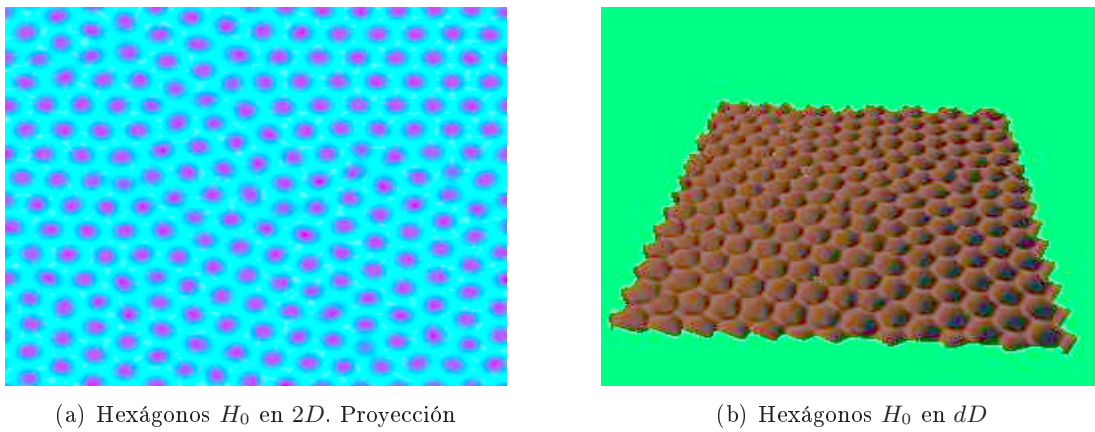 (a) Hexágonos $H_0$ en $2D$. Proyección
(b) Hexágonos $H_0$ en $dD$